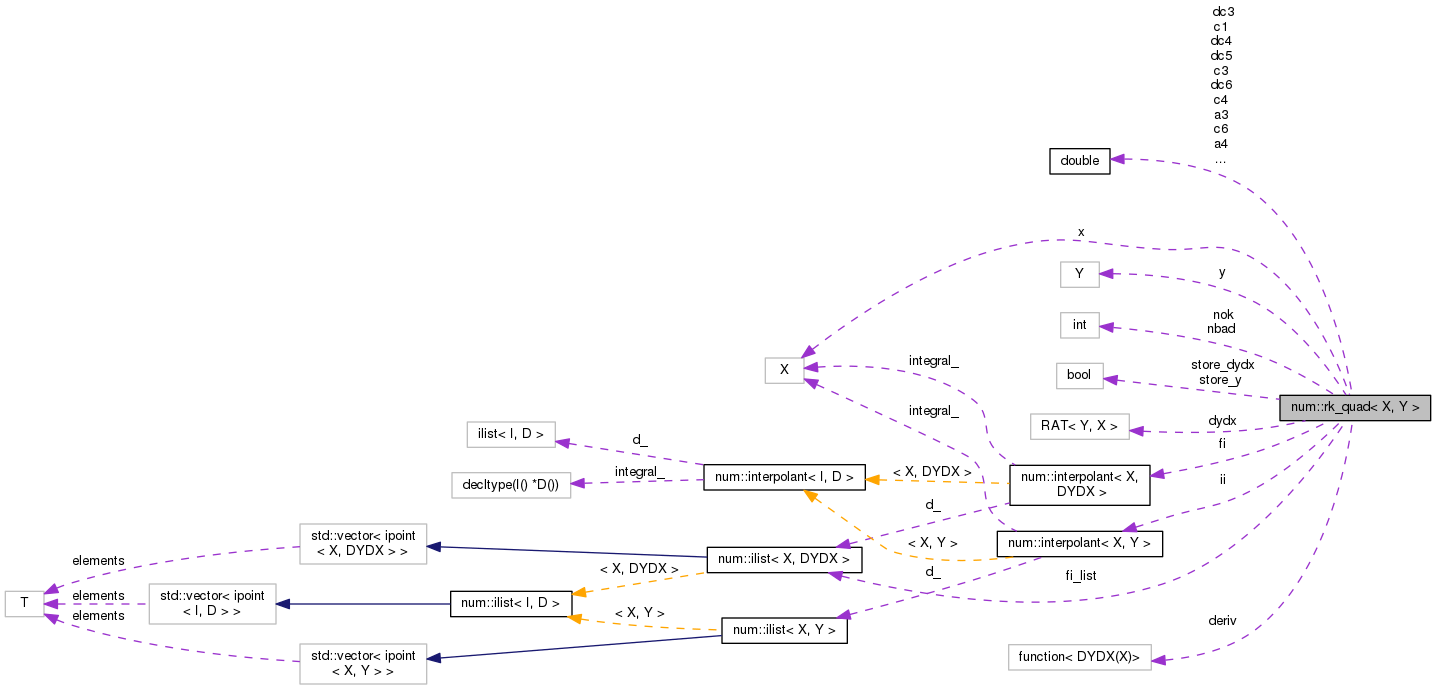 dc3
c1
dc4
dc5
c3
dc6
c4
a3
c6
a4
...
double
x
Y
y
int
nok
nbad
X
integral_
bool
store_dydx
store_y
num::rk_quad< X, Y >
integral_
RAT< Y, X >
dydx
ilist< I, D >
d_
fi
decltype(I() *D())
integral_
num::interpolant< I, D >
< X, DYDX >
num::interpolant< X,
DYDX >
ii
d_
std::vector< ipoint
< X, DYDX > >
elements
num::ilist< X, DYDX >
< X, Y >
num::interpolant< X, Y >
< X, DYDX >
d_
fi_list
T
elements
std::vector< ipoint
< I, D > >
num::ilist< I, D >
elements
< X, Y >
num::ilist< X, Y >
deriv
std::vector< ipoint
< X, Y > >
function< DYDX(X)>